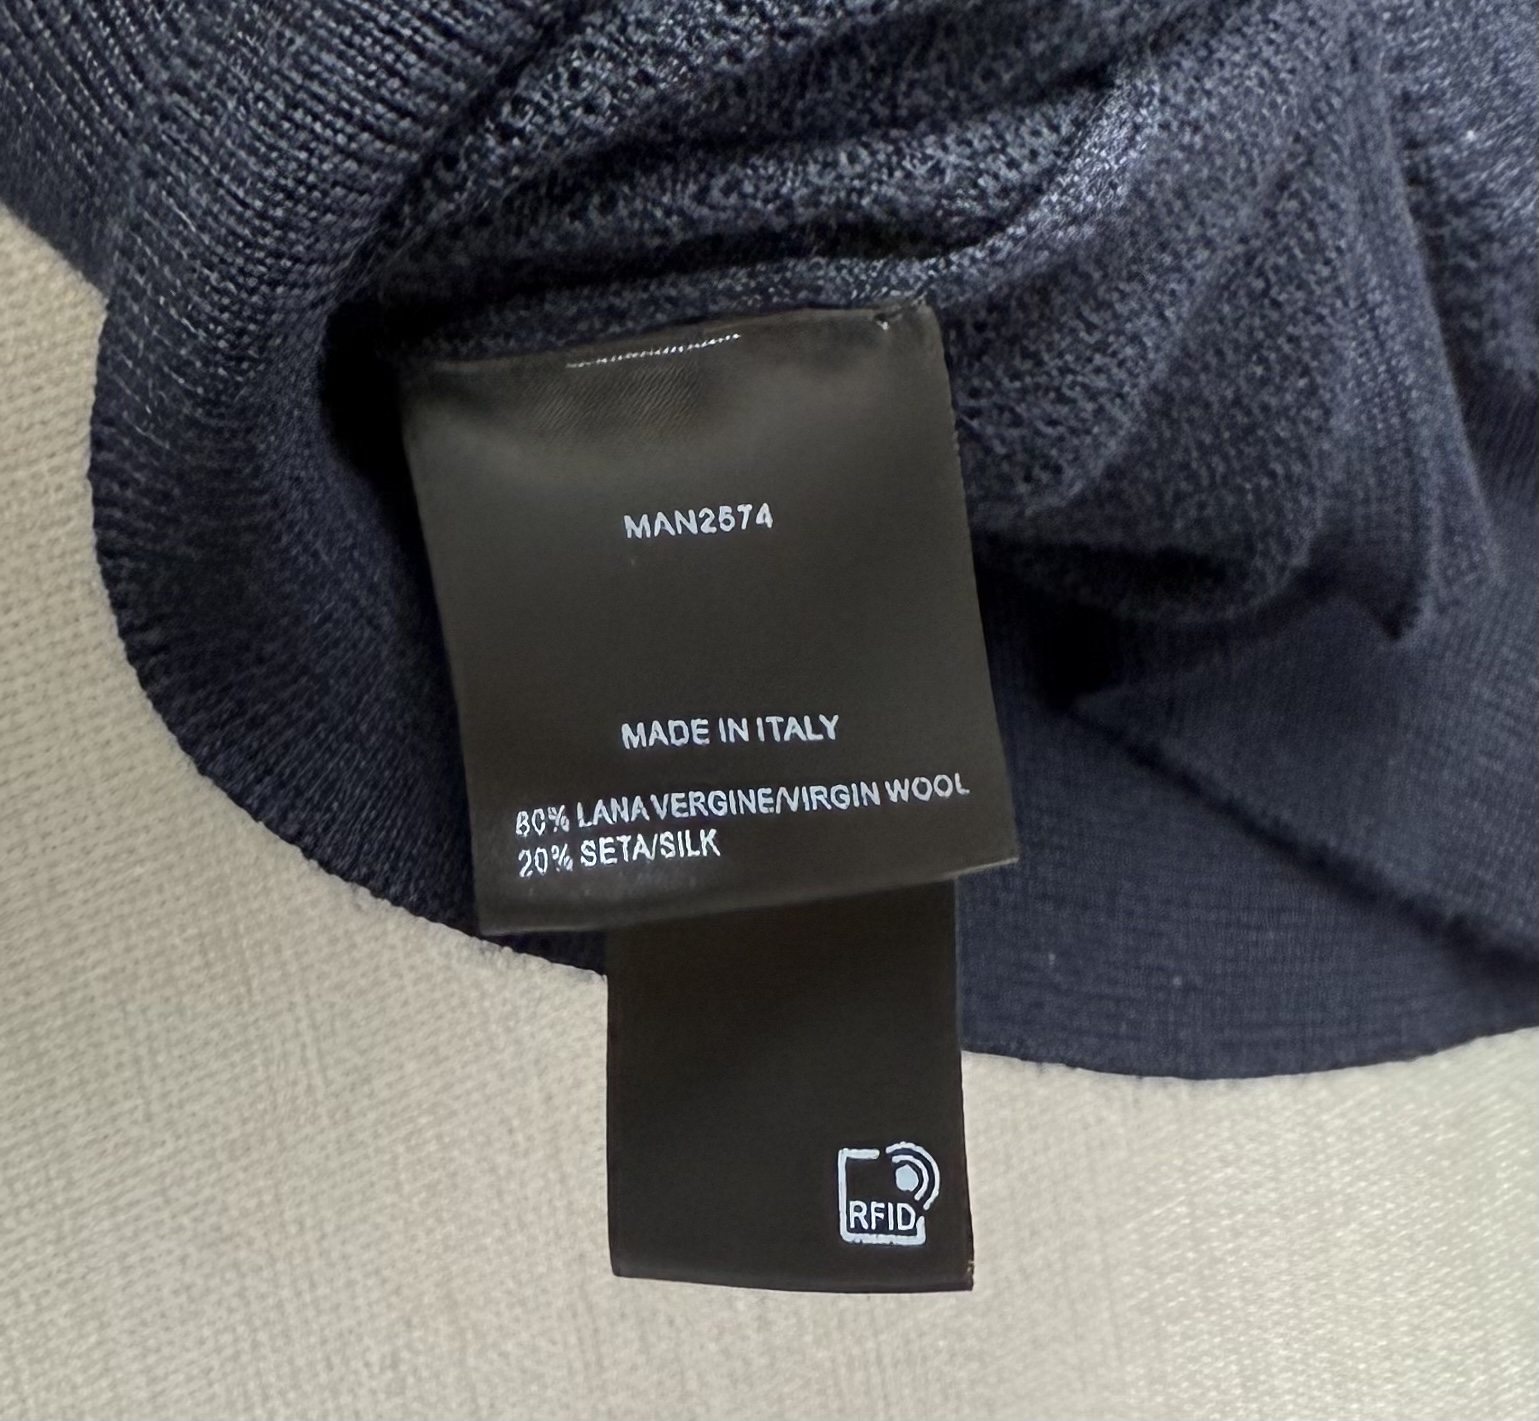 MAN2574
MADE IN ITALY
80% LANA VERGINE/VIRGIN WOOL
20% SETA/SILK
RFID